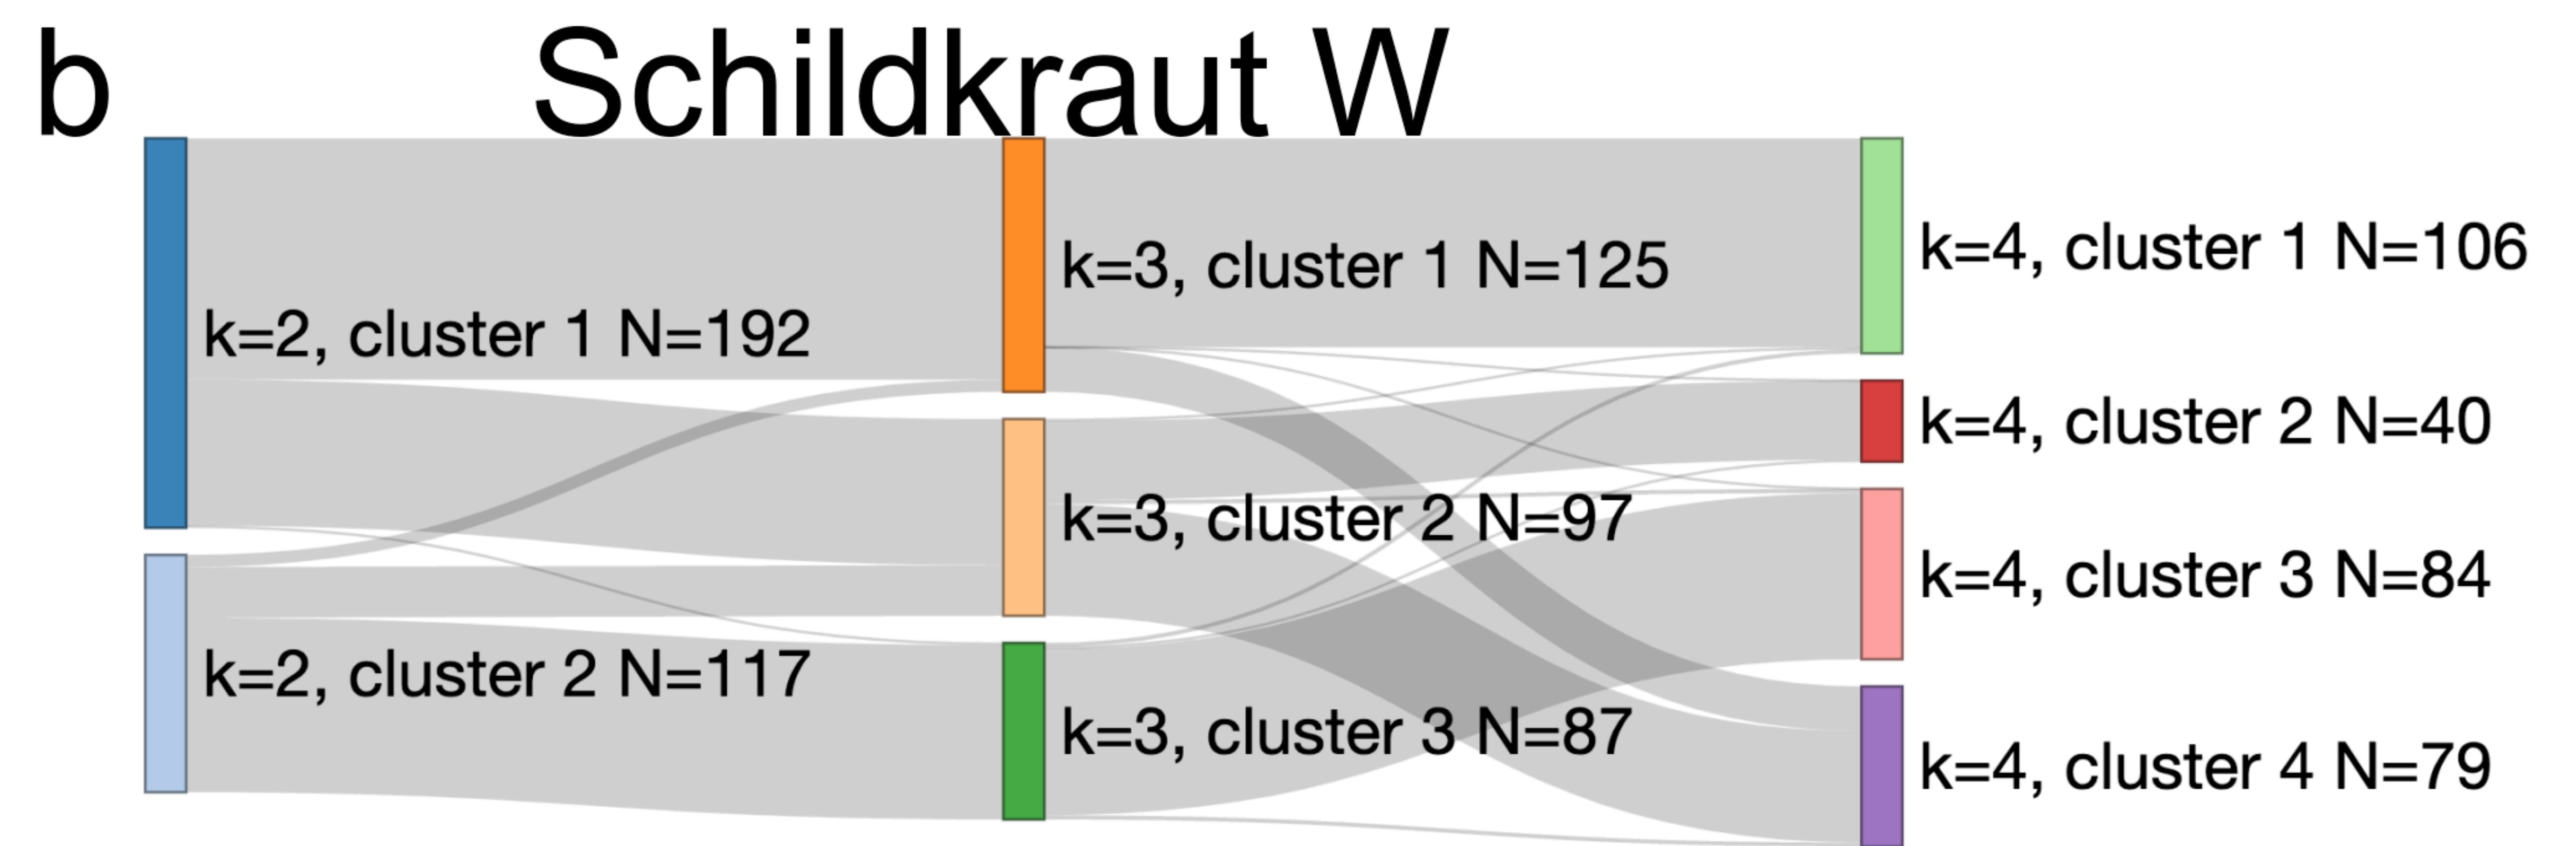 b
Schildkraut W
k=2, cluster 1 N=192
k=2, cluster 2 N=117
k=3, cluster 1 N=125
k=3, cluster 2 N=97
k=3, cluster 3 N=87
k=4, cluster 1 N=106
k=4, cluster 2 N=40
k=4, cluster 3 N=84
k=4, cluster 4 N=79